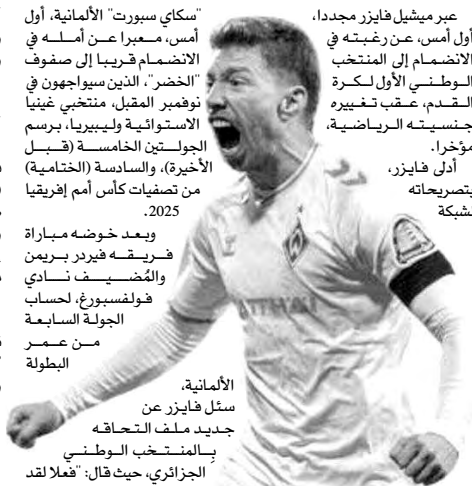 عبر ميشيل فايزر مجددا،
أول أمس، عن رغبته في
الانضمام إلى المنتخب
الوطني الأول لكرة
القدم، عقب تغييره
جنسيته الرياضية،
مؤخرا.
أدلى فايزر،
بتصريحاته
لشبكة
"سكاي سبورت" الألمانية، أول
أمس، معبرا عن أمله في
الانضمام قريبا إلى صفوف
"الخضر"، الذين سيواجهون في
نوفمبر المقبل، منتخبي غينيا
الاستوائية وليبيريا، برسم
الجولتين الخامسة (قبل
الأخيرة)، والسادسة (الختامية)
من تصفيات كأس أمم إفريقيا
2025.
وبعد خوضه مباراة
فريقه فيردر بريمن
والمُضيف نادي
فولفسبورغ، لحساب
الجولة السابعة
من عمر
البطولة
الألمانية،
سئل فايزر عن
جديد ملف التحاقه
بِالمنتخب الوطني
الجزائري، حيث قال: "فعلا لقد